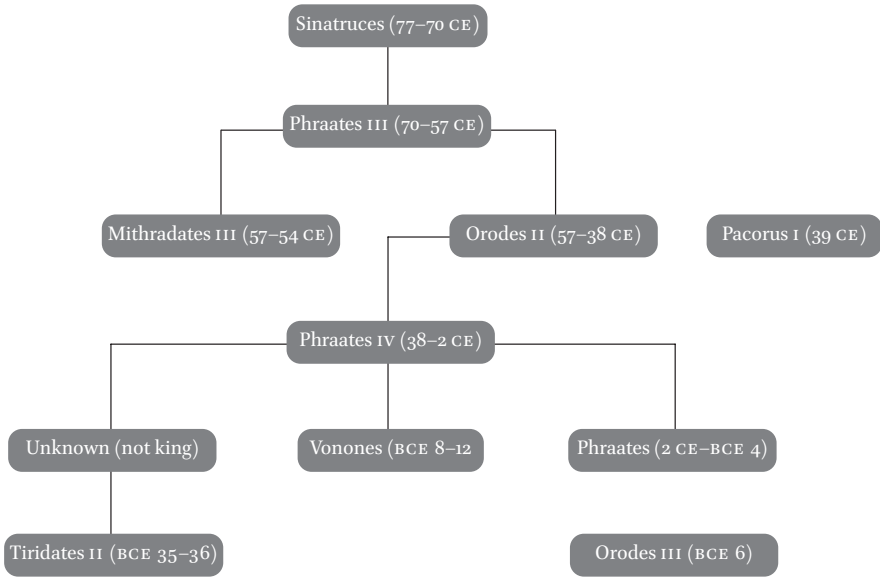 Sinatruces (77–70 CE)
Phraates III (70–57 CE)
Mithradates III (57–54 CE)
Orodes II (57–38 CE)
Pacorus I (39 CE)
Phraates IV (38–2 CE)
Unknown (not king)
Vonones (BCE 8–12
Phraates (2 CE–BCE 4)
Tiridates II (BCE 35–36)
Orodes III (BCE 6)